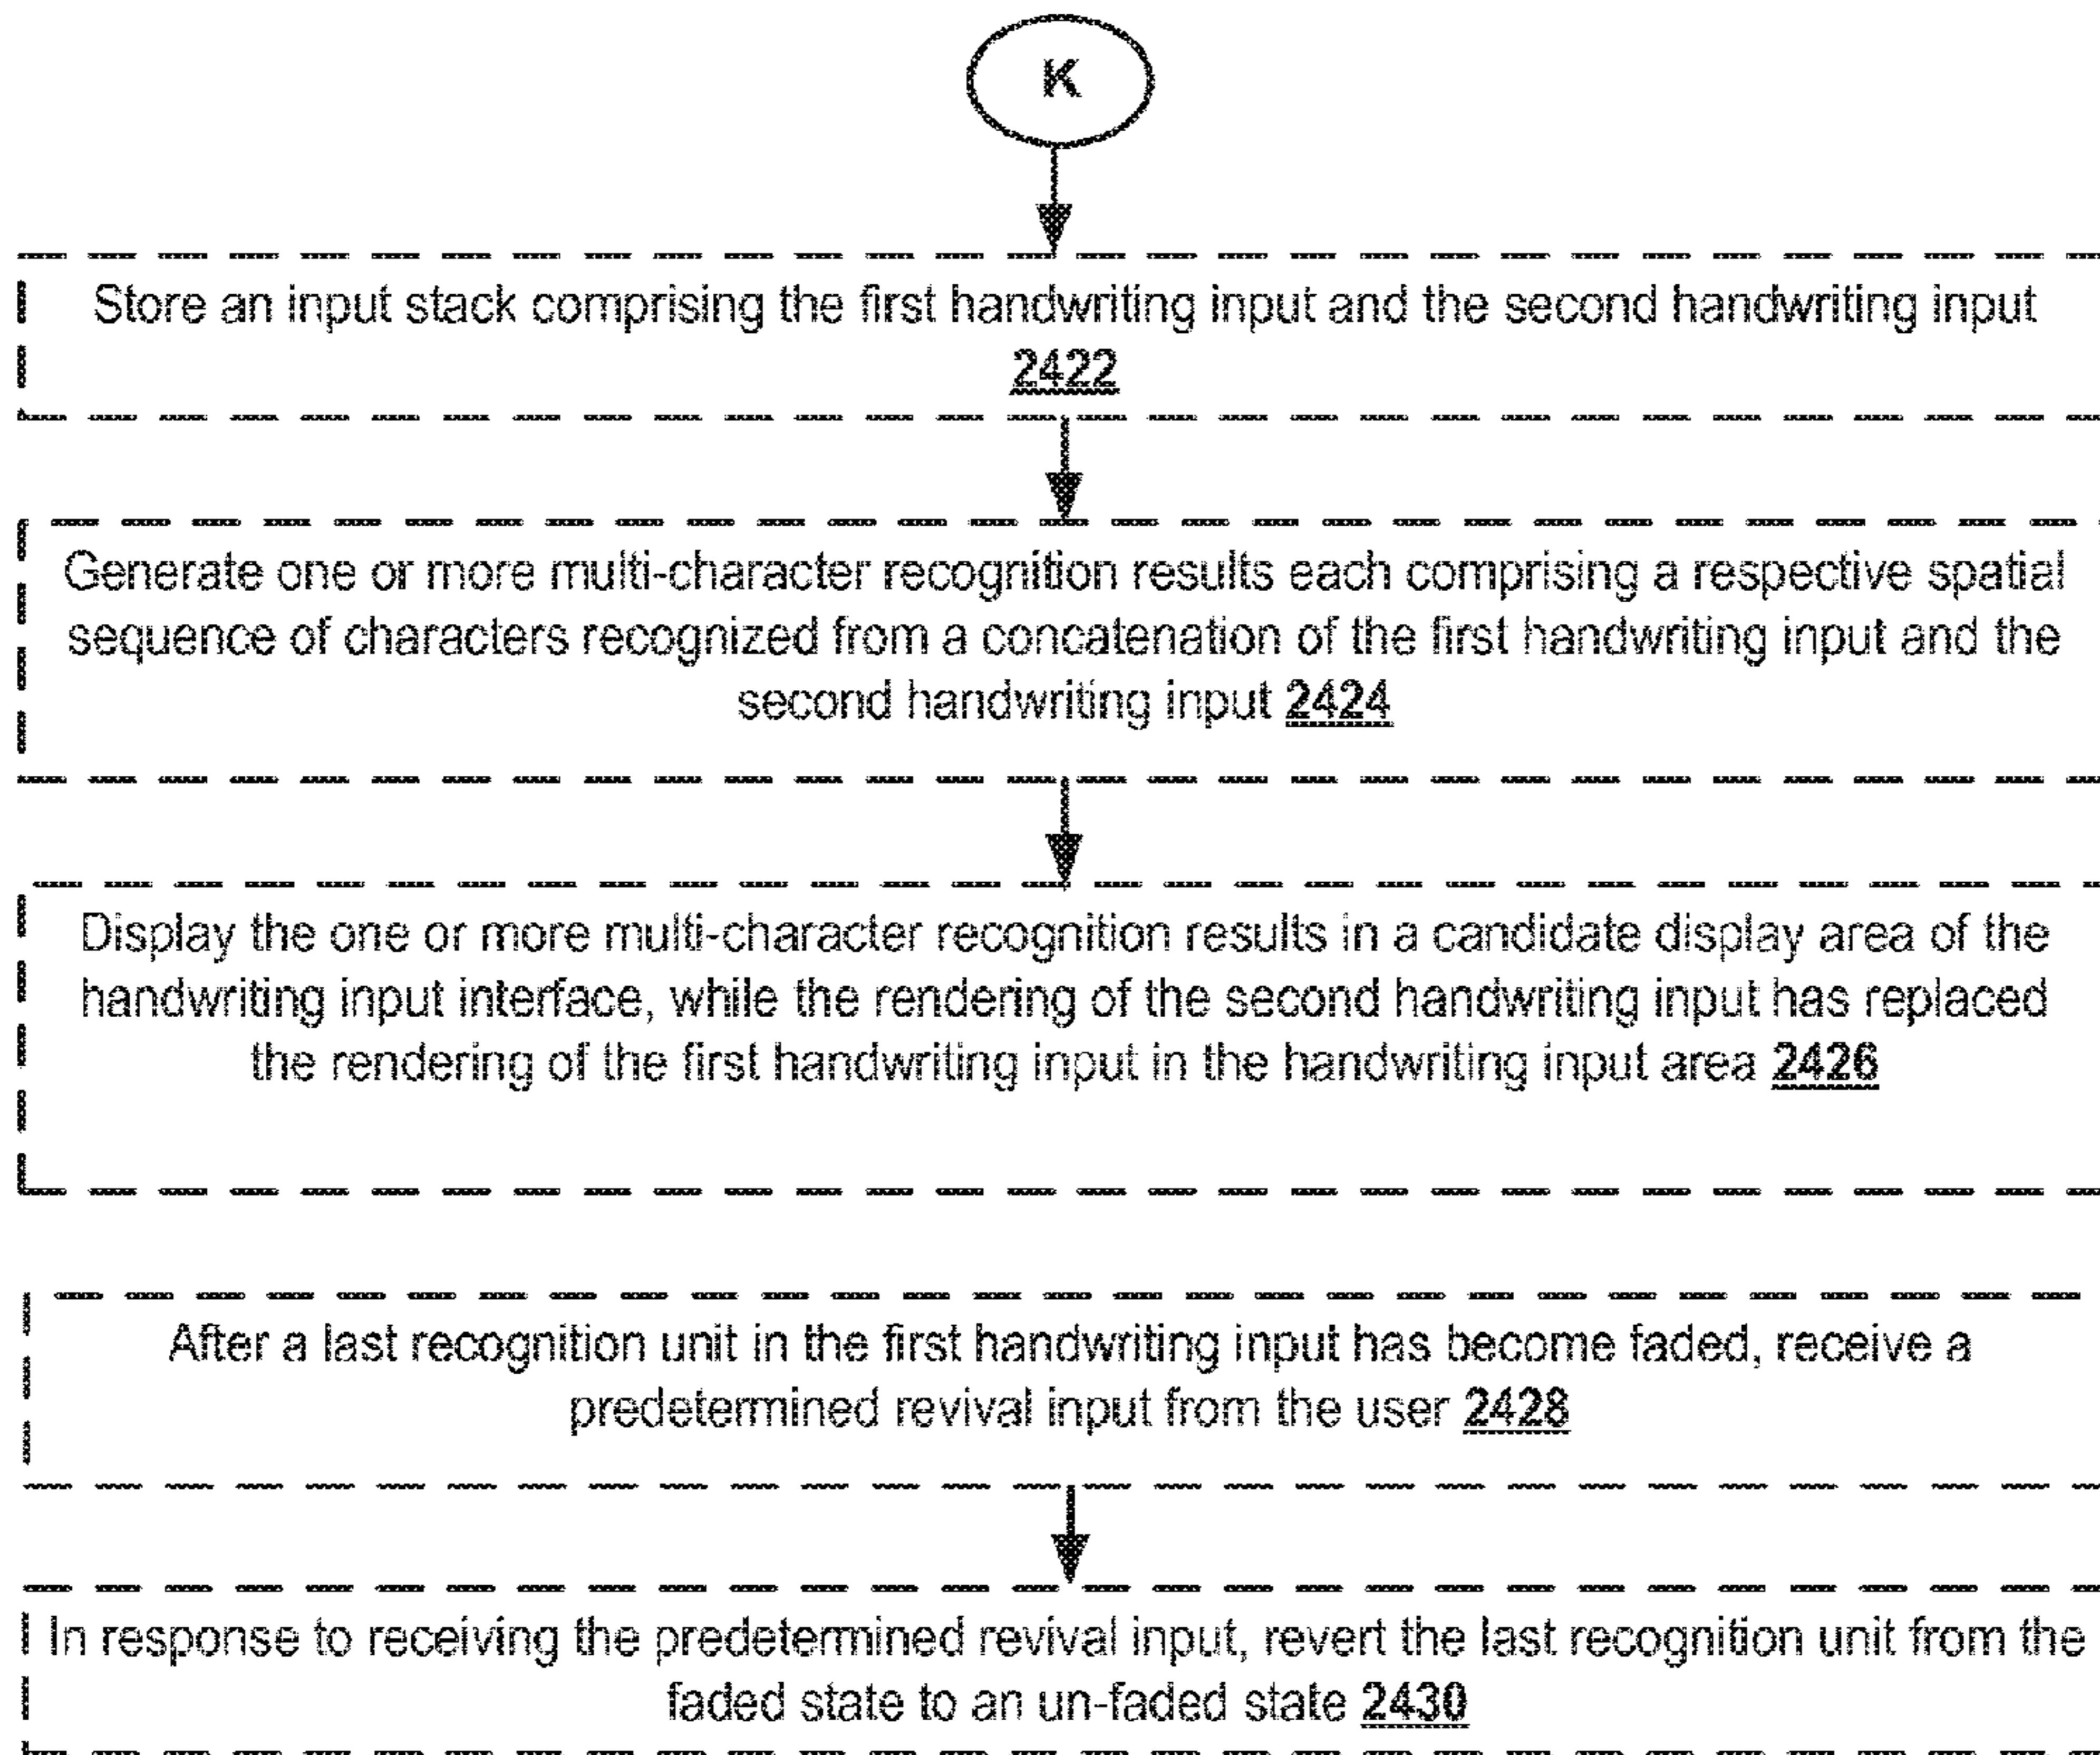 K
Store an input stack comprising the first handwriting input and the second handwriting input
2422
Generate one or more multi-character recognition results each comprising a respective spatial
sequence of characters recognized from a concatenation of the first handwriting input and the
second handwriting input 2424
Display the one or more multi-character recognition results in a candidate display area of the
handwriting input interface, while the rendering of the second handwriting input has replaced
the rendering of the first handwriting input in the handwriting input area 2426
After a last recognition unit in the first handwriting input has become faded, receive a
predetermined revival input from the user 2428
In response to receiving the predetermined revival input, revert the last recognition unit from the
faded state to an un-faded state 2430